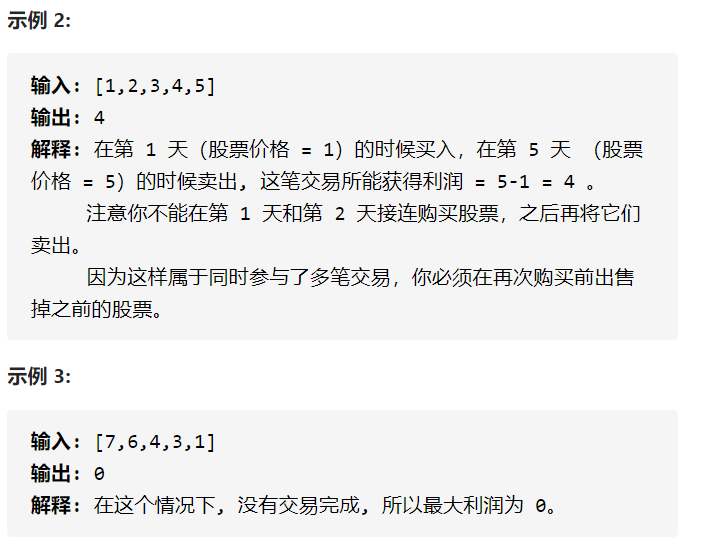 示例 2:
输入: [1,2,3,4,5]
输出: 4
解释: 在第 1 天（股票价格 = 1）的时候买入，在第 5 天 （股票
价格 = 5）的时候卖出, 这笔交易所能获得利润 = 5-1 = 4 。
注意你不能在第 1 天和第 2 天接连购买股票，之后再将它们
卖出。
因为这样属于同时参与了多笔交易，你必须在再次购买前出售
掉之前的股票。
示例 3:
输入: [7,6,4,3,1]
输出: 0
解释: 在这个情况下, 没有交易完成, 所以最大利润为 0。